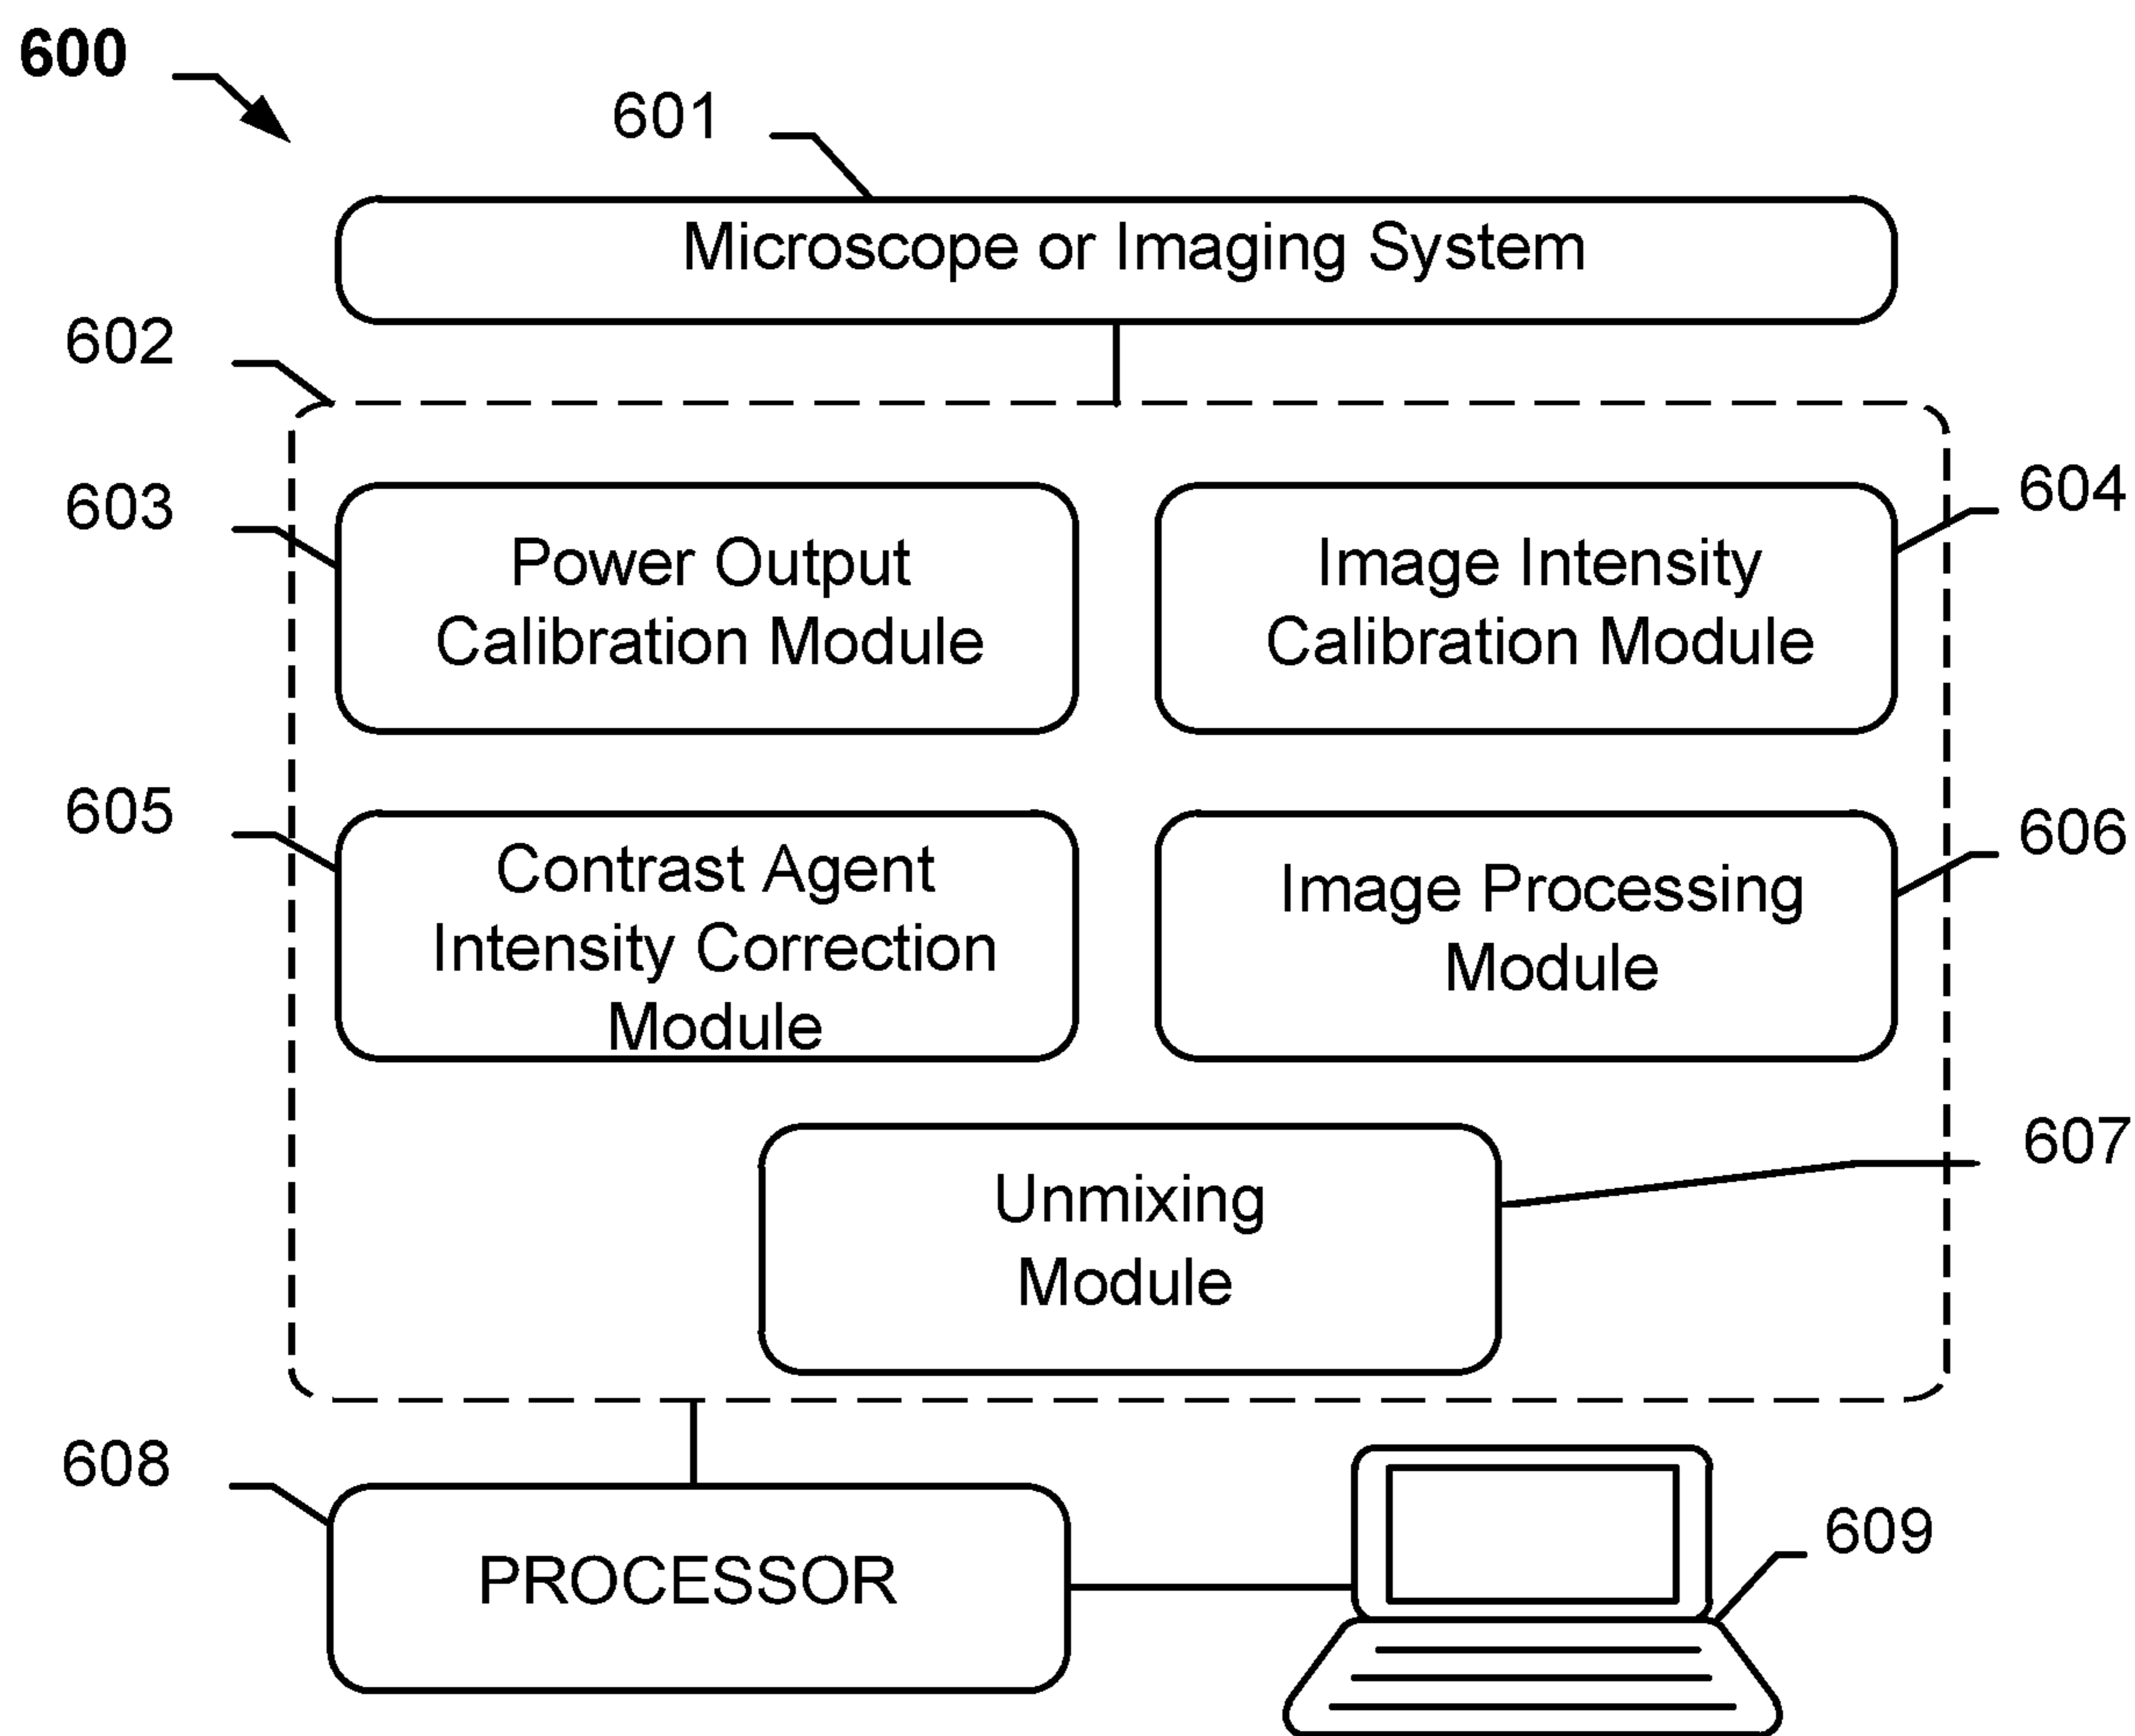 600
601
Microscope or Imaging System
602
603
Power Output
Calibration Module
604
Image Intensity
Calibration Module
605
Contrast Agent
Intensity Correction
Module
606
Image Processing
Module
607
Unmixing
Module
608
PROCESSOR
609